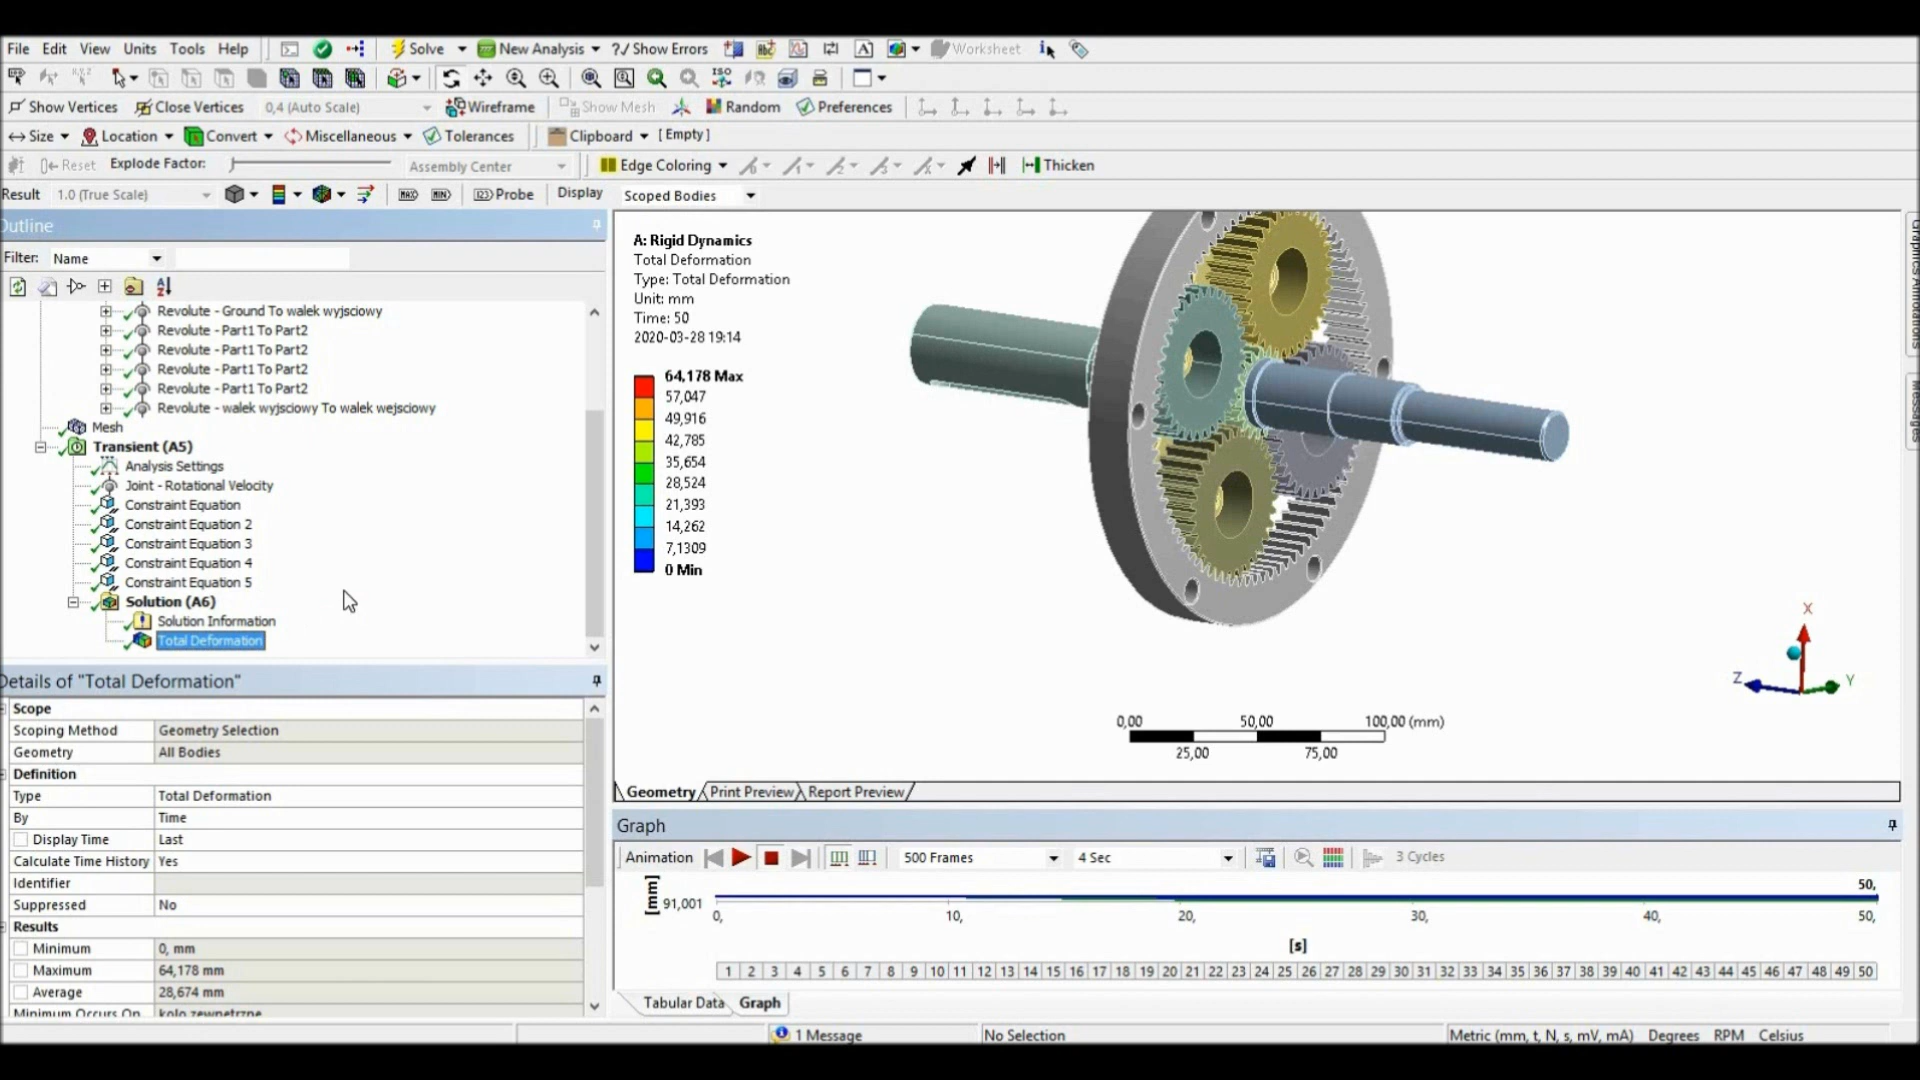 File Edit View Units Tools Help Solve New Analysis ?/ Show Errors Worksheet
Show Vertices Close Vertices 0,4 (Auto Scale) Wireframe Show Mesh Random Preferences
Size Location Convert Miscellaneous Tolerances Clipboard [ Empty ]
Reset Explode Factor: Assembly Center Edge Coloring Thicken
Result 1.0 (True Scale) MAX MIN Probe Display Scoped Bodies
Outline
Filter: Name
Revolute - Ground To walek wyjsciowy
Revolute - Part1 To Part2
Revolute - Part1 To Part2
Revolute - Part1 To Part2
Revolute - Part1 To Part2
Revolute - walek wyjsciowy To walek wejsciowy
Mesh
Transient (A5)
Analysis Settings
Joint - Rotational Velocity
Constraint Equation
Constraint Equation 2
Constraint Equation 3
Constraint Equation 4
Constraint Equation 5
Solution (A6)
Solution Information
Total Deformation
Details of "Total Deformation"
Scope
Scoping Method Geometry Selection
Geometry All Bodies
Definition
Type Total Deformation
By Time
Display Time Last
Calculate Time History Yes
Identifier
Suppressed No
Results
Minimum 0, mm
Maximum 64,178 mm
Average 28,674 mm
Minimum Occurs On kolo zewnetrzne
A: Rigid Dynamics
Total Deformation
Type: Total Deformation
Unit: mm
Time: 50
2020-03-28 19:14
64,178 Max
57,047
49,916
42,785
35,654
28,524
21,393
14,262
7,1309
0 Min
X
Z
Y
0,00 50,00 100,00 (mm)
25,00 75,00
Geometry Print Preview Report Preview
Graph
Animation 500 Frames 4 Sec 3 Cycles
50,
[mm]
91,001
0, 10, 20, 30, 40, 50,
[s]
1 2 3 4 5 6 7 8 9 10 11 12 13 14 15 16 17 18 19 20 21 22 23 24 25 26 27 28 29 30 31 32 33 34 35 36 37 38 39 40 41 42 43 44 45 46 47 48 49 50
Tabular Data Graph
1 Message No Selection Metric (mm, t, N, s, mV, mA) Degrees RPM Celsius
Graphics Annotations
Messages